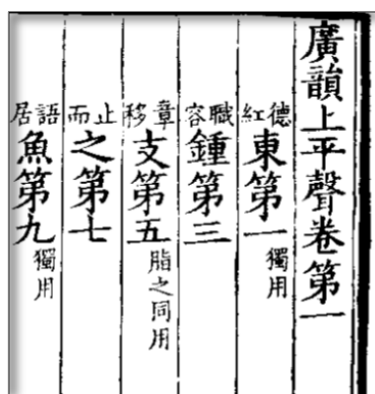 廣韻上平聲卷第一
德紅東第一獨用
職容鍾第三
章移支第五脂之同用
止而之第七
語居魚第九獨用